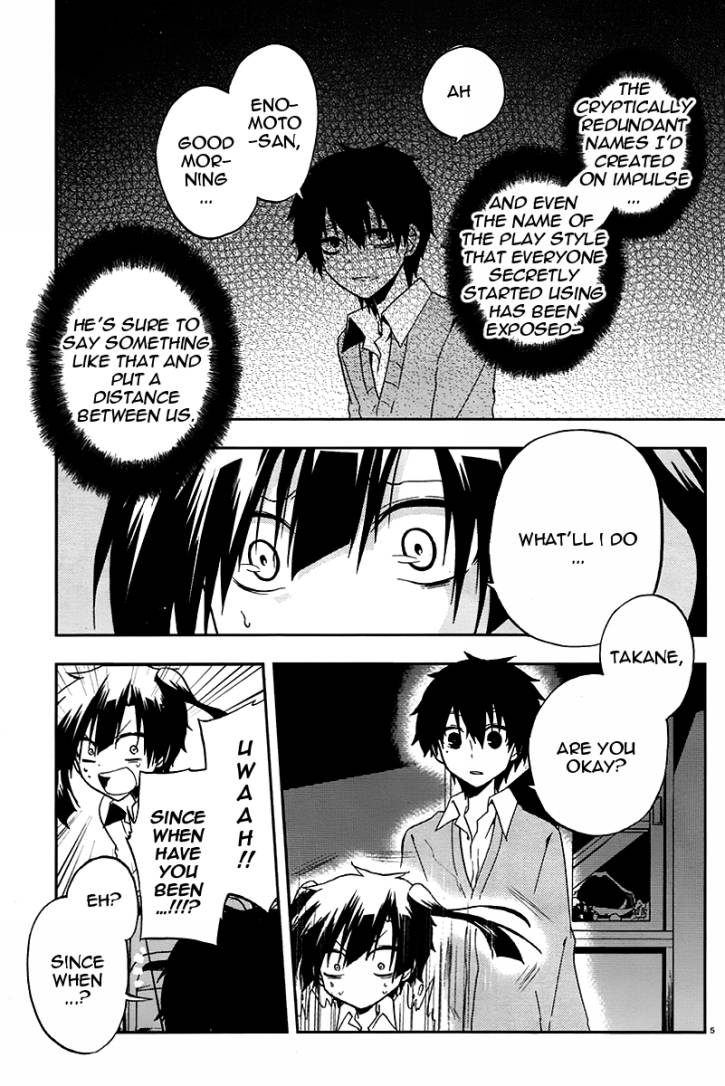 THE
CRYPTICALLY
REDUNDANT
NAMES I'D
CREATED
ON IMPULSE
...
AND EVEN
THE NAME OF
THE PLAY STYLE
THAT EVERYONE
SECRETLY
STARTED USING
HAS BEEN
EXPOSED-
AH
ENO-
MOTO
-SAN,
GOOD
MOR-
NING
...
HE'S SURE TO
SAY SOMETHING
LIKE THAT AND
PUT A
DISTANCE
BETWEEN US.
WHAT'LL I DO
...
TAKANE,
ARE YOU
OKAY?
UWAAH!!
SINCE
WHEN
HAVE
YOU
BEEN
...!!!?
EH?
SINCE
WHEN
...?
5